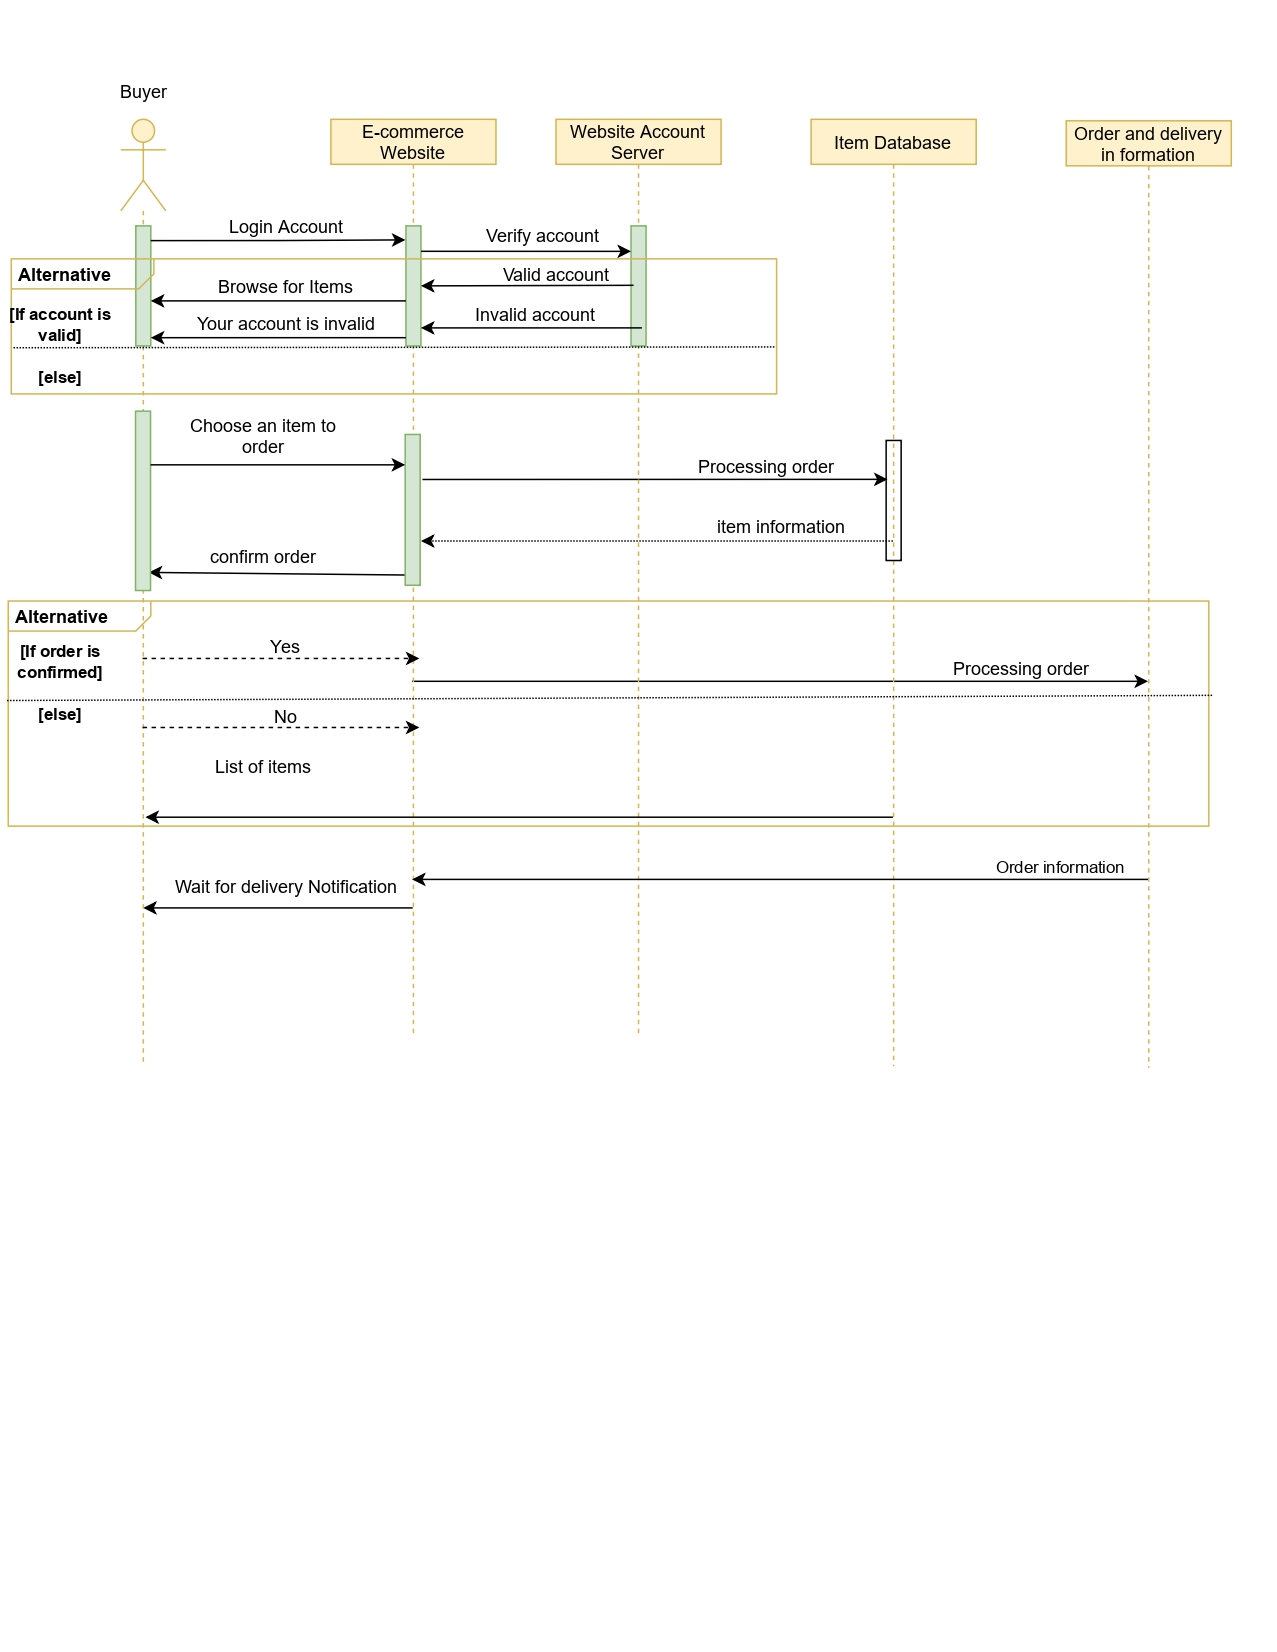 Buyer
E-commerce
Website
Website Account
Server
Item Database
Order and delivery
in formation
Login Account
Verify account
Alternative
Valid account
Browse for Items
[If account is
valid]
Invalid account
Your account is invalid
[else]
Choose an item to
order
Processing order
item information
confirm order
Alternative
[If order is
confirmed]
Yes
Processing order
[else]
No
List of items
Order information
Wait for delivery Notification